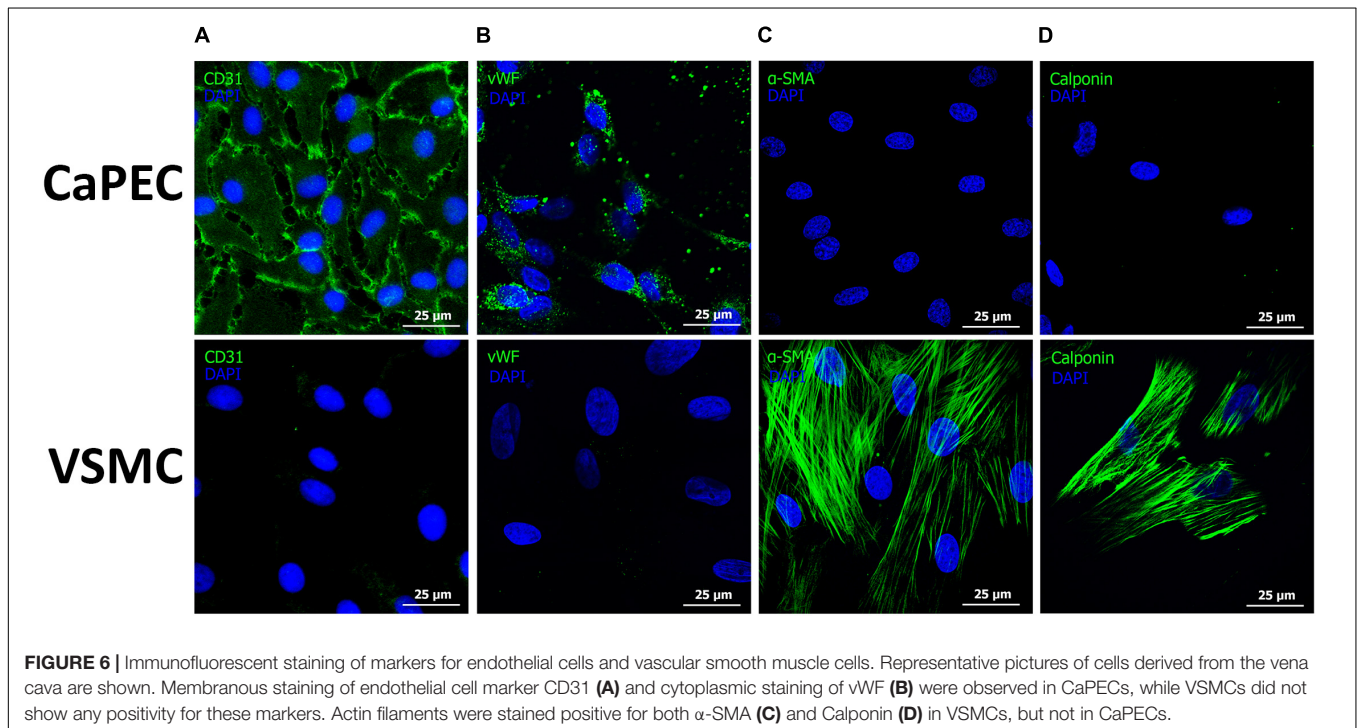 A B C D
CaPEC
CD31
DAPI
25 µm
vWF
DAPI
25 µm
α-SMA
DAPI
25 µm
Calponin
DAPI
25 µm
VSMC
CD31
DAPI
25 µm
vWF
DAPI
25 µm
α-SMA
DAPI
25 µm
Calponin
DAPI
25 µm
FIGURE 6 | Immunofluorescent staining of markers for endothelial cells and vascular smooth muscle cells. Representative pictures of cells derived from the vena
cava are shown. Membranous staining of endothelial cell marker CD31 (A) and cytoplasmic staining of vWF (B) were observed in CaPECs, while VSMCs did not
show any positivity for these markers. Actin filaments were stained positive for both α-SMA (C) and Calponin (D) in VSMCs, but not in CaPECs.